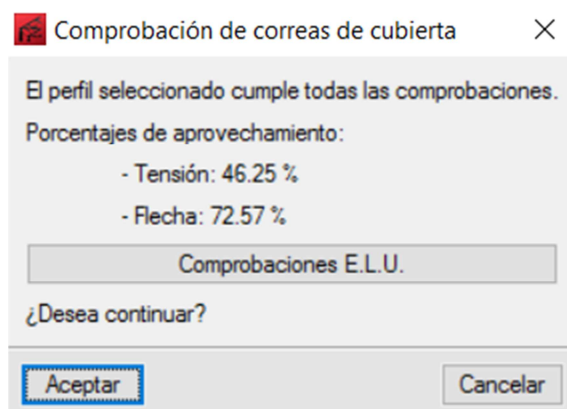 Comprobación de correas de cubierta
El perfil seleccionado cumple todas las comprobaciones.
Porcentajes de aprovechamiento:
- Tensión: 46.25 %
- Flecha: 72.57 %
Comprobaciones E.L.U.
¿Desea continuar?
Aceptar
Cancelar